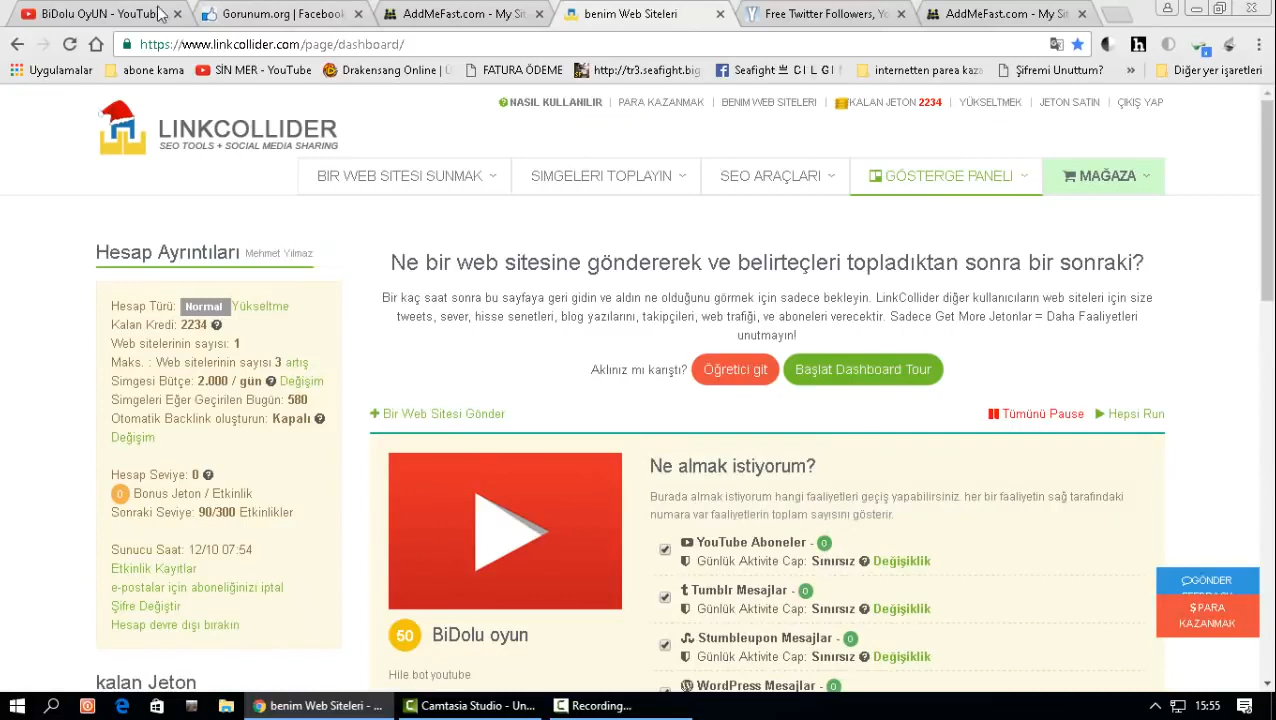 BiDolu OyUN - YouTu
Gorunum.org | Facebook
AddMeFast.com - My Si
benim Web Siteleri
Free Twitter Followers, Yo
AddMeFast.com - My Si
https://www.linkcollider.com/page/dashboard/
Uygulamalar
abone kama
SİN MER - YouTube
Drakensang Online | Ü
FATURA ÖDEME
http://tr3.seafight.big
internetten parea kaza
Şifremi Unuttum?
»
Diğer yer işaretleri
NASIL KULLANILIR | PARA KAZANMAK | BENIM WEB SITELERI | KALAN JETON 2234 | YÜKSELTMEK | JETON SATIN | ÇIKIŞ YAP
LINKCOLLIDER
SEO TOOLS + SOCIAL MEDIA SHARING
BIR WEB SITESI SUNMAK
SIMGELERI TOPLAYIN
SEO ARAÇLARI
GÖSTERGE PANELI
MAĞAZA
Hesap Ayrıntıları Mehmet Yılmaz
Hesap Türü: Normal Yükseltme
Kalan Kredi: 2234
Web sitelerinin sayısı: 1
Maks. : Web sitelerinin sayısı 3 artış
Simgesi Bütçe: 2.000 / gün Değişim
Simgeleri Eğer Geçirilen Bugün: 580
Otomatik Backlink oluşturun: Kapalı
Değişim
Hesap Seviye: 0
0 Bonus Jeton / Etkinlik
Sonraki Seviye: 90/300 Etkinlikler
Sunucu Saat: 12/10 07:54
Etkinlik Kayıtlar
e-postalar için aboneliğinizi iptal
Şifre Değiştir
Hesap devre dışı bırakın
kalan Jeton
Ne bir web sitesine göndererek ve belirteçleri topladıktan sonra bir sonraki?
Bir kaç saat sonra bu sayfaya geri gidin ve aldın ne olduğunu görmek için sadece bekleyin. LinkCollider diğer kullanıcıların web siteleri için size
tweets, sever, hisse senetleri, blog yazılarını, takipçileri, web trafiği, ve aboneleri verecektir. Sadece Get More Jetonlar = Daha Faaliyetleri
unutmayın!
Aklınız mı karıştı? Öğretici git Başlat Dashboard Tour
Bir Web Sitesi Gönder
Tümünü Pause
Hepsi Run
50 BiDolu oyun
Hile bot youtube
Ne almak istiyorum?
Burada almak istiyorum hangi faaliyetleri geçiş yapabilirsiniz. her bir faaliyetin sağ tarafındaki
numara var faaliyetlerin toplam sayısını gösterir.
YouTube Aboneler - 0
Günlük Aktivite Cap: Sınırsız Değişiklik
Tumblr Mesajlar - 0
Günlük Aktivite Cap: Sınırsız Değişiklik
Stumbleupon Mesajlar - 0
Günlük Aktivite Cap: Sınırsız Değişiklik
WordPress Mesajlar - 0
GÖNDER
$PARA
KAZANMAK
benim Web Siteleri - ...
Camtasia Studio - Un...
Recording...
15:55